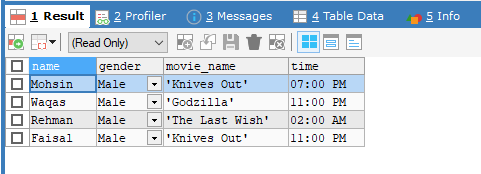 1 Result 2 Profiler 3 Messages 4 Table Data 5 Info
(Read Only)
name gender movie_name time
Mohsin Male 'Knives Out' 07:00 PM
Waqas Male 'Godzilla' 11:00 PM
Rehman Male 'The Last Wish' 02:00 AM
Faisal Male 'Knives Out' 11:00 PM